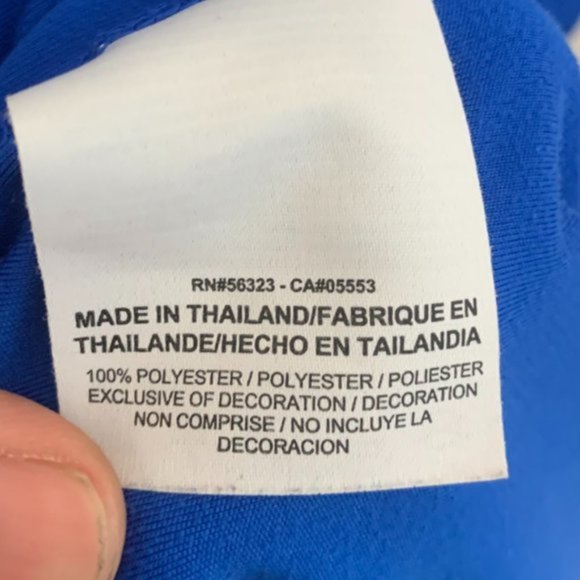 RN#56323 - CA#05553
MADE IN THAILAND/FABRIQUE EN
THAILANDE/HECHO EN TAILANDIA
100% POLYESTER / POLYESTER / POLIESTER
EXCLUSIVE OF DECORATION / DECORATION
NON COMPRISE / NO INCLUYE LA
DECORACION